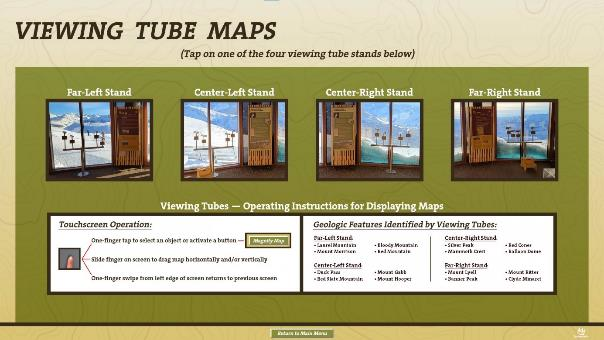 VIEWING TUBE MAPS
(Tap on one of the four viewing tube stands below)
Far-Left Stand
Center-Left Stand
Center-Right Stand
Far-Right Stand
Viewing Tubes — Operating Instructions for Displaying Maps
Touchscreen Operation:
One-finger tap to select an object or activate a button —
Magnify Map
Slide finger on screen to drag map horizontally and/or vertically
One-finger swipe from left edge of screen returns to previous screen
Geologic Features Identified by Viewing Tubes:
Far-Left Stand
• Laurel Mountain
• Bloody Mountain
• Mount Morrison
• Red Mountain
Center-Left Stand
• Duck Pass
• Mount Gabb
• Red Slate Mountain
• Mount Hooper
Center-Right Stand
• Silver Peak
• Red Cones
• Mammoth Crest
• Balloon Dome
Far-Right Stand
• Mount Lyell
• Mount Ritter
• Banner Peak
• Clyde Minaret
Return to Main Menu